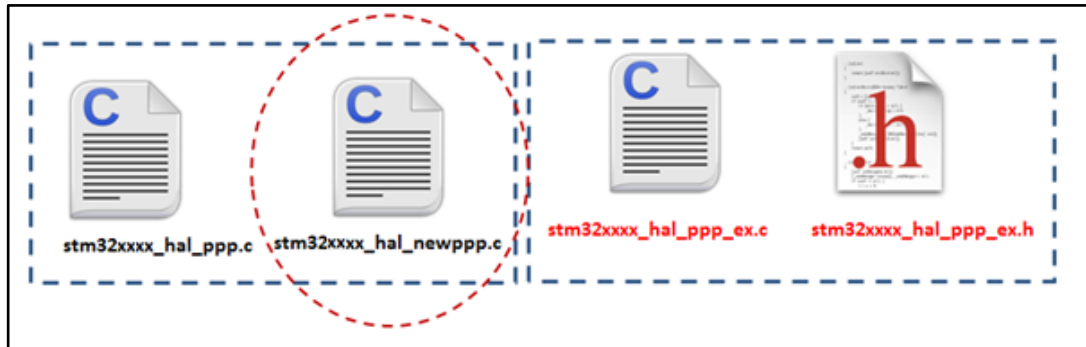 C
C
C
.h
stm32xxxx_hal_ppp.c
stm32xxxx_hal_newppp.c
stm32xxxx_hal_ppp_ex.c
stm32xxxx_hal_ppp_ex.h